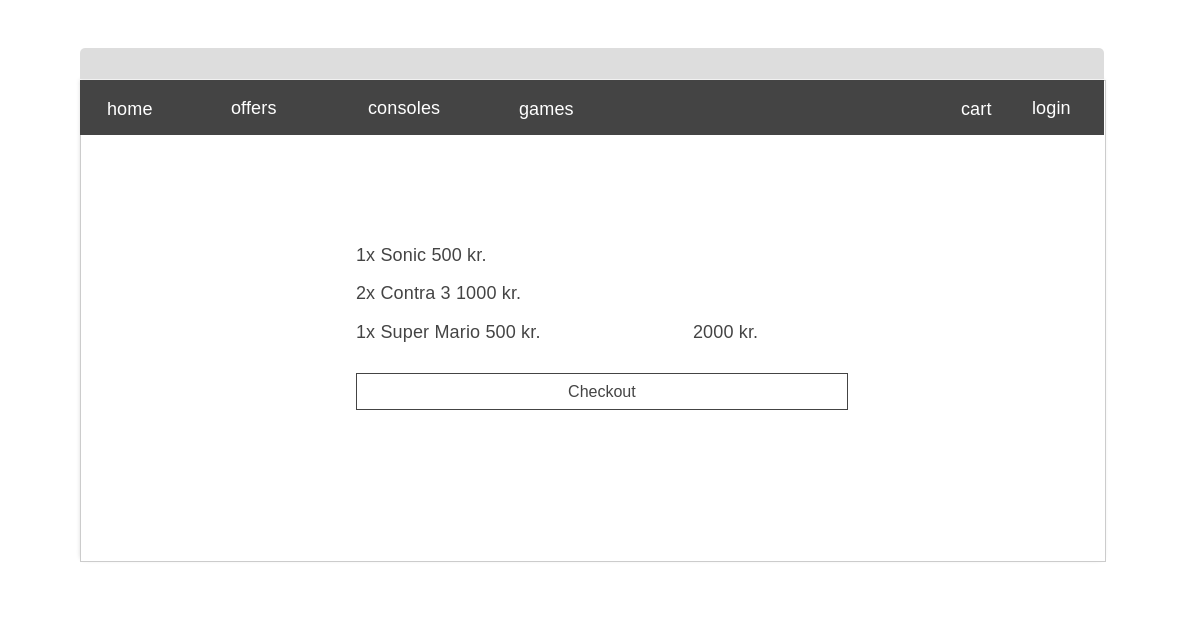 home offers consoles games cart login
1x Sonic 500 kr.
2x Contra 3 1000 kr.
1x Super Mario 500 kr. 2000 kr.
Checkout